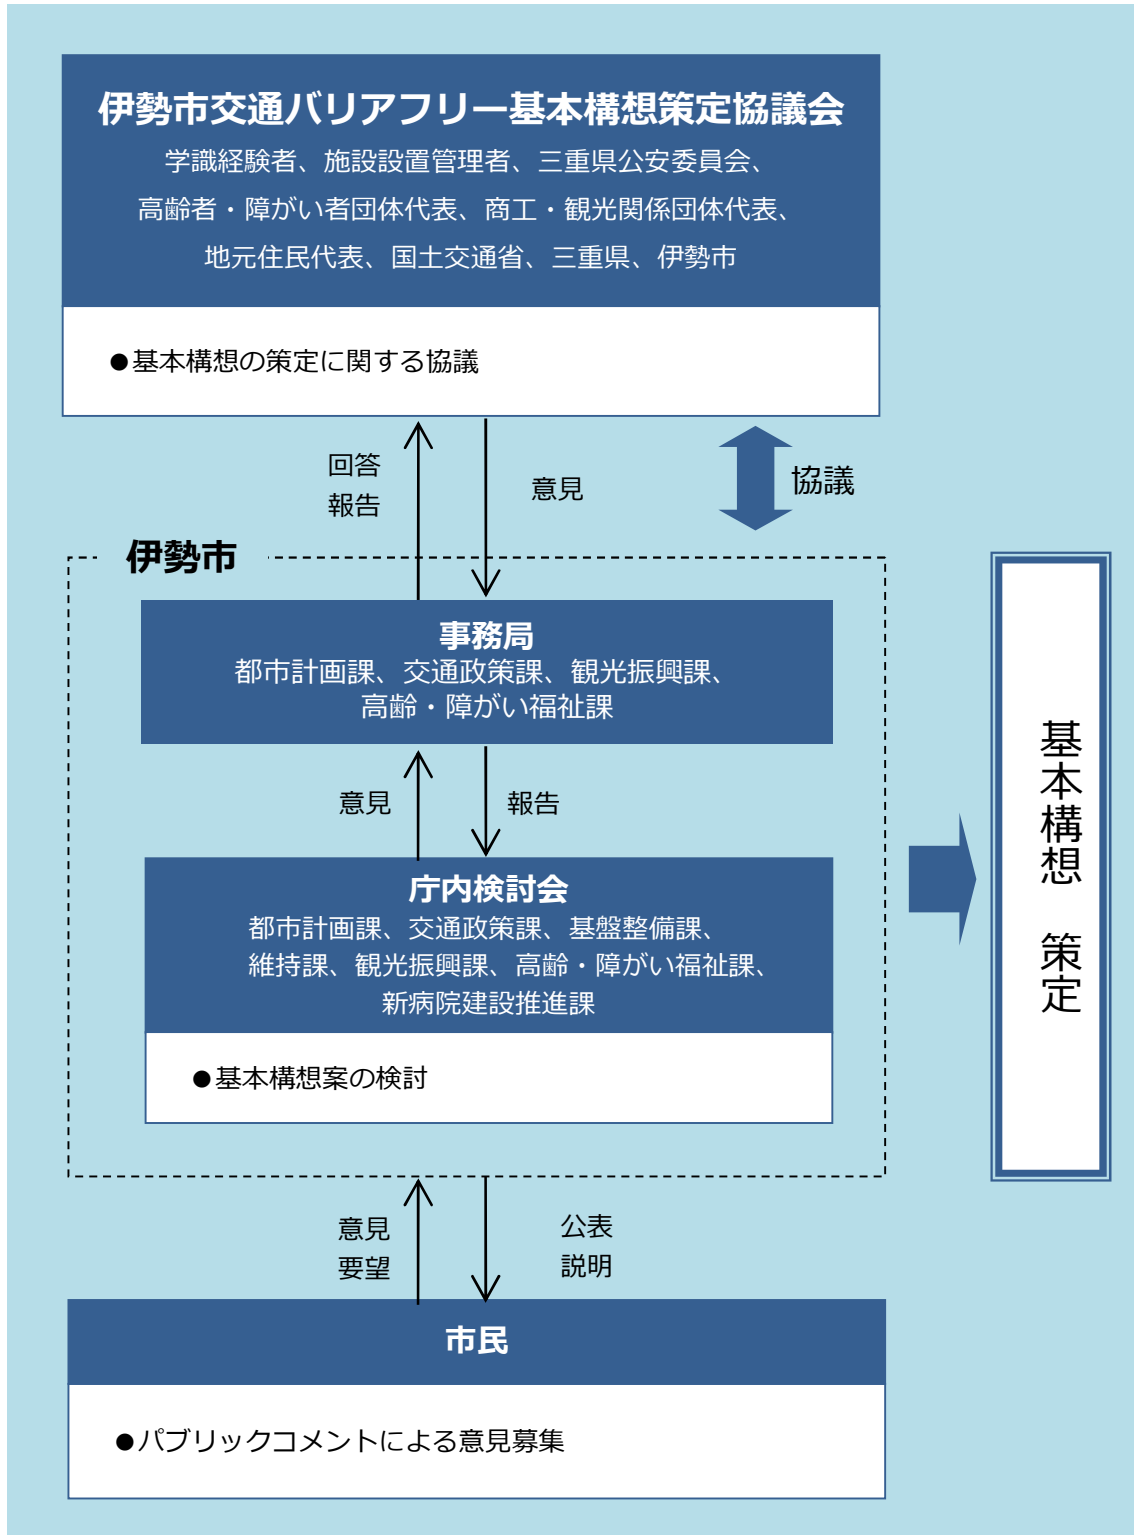 伊勢市交通バリアフリー基本構想策定協議会
学識経験者、施設設置管理者、三重県公安委員会、
高齢者・障がい者団体代表、商工・観光関係団体代表、
地元住民代表、国土交通省、三重県、伊勢市
●基本構想の策定に関する協議
回答
報告
意見
協議
伊勢市
事務局
都市計画課、交通政策課、観光振興課、
高齢・障がい福祉課
意見
報告
庁内検討会
都市計画課、交通政策課、基盤整備課、
維持課、観光振興課、高齢・障がい福祉課、
新病院建設推進課
●基本構想案の検討
基本構想 策定
意見
要望
公表
説明
市民
●パブリックコメントによる意見募集